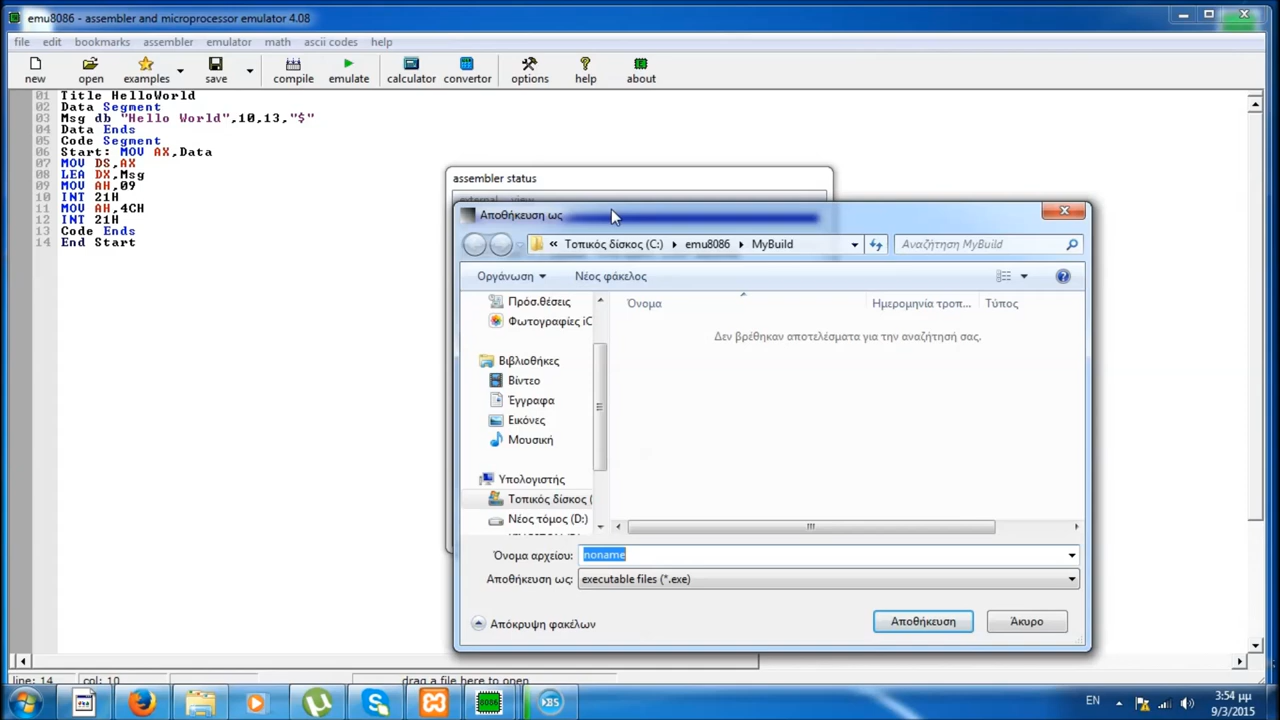 emu8086 - assembler and microprocessor emulator 4.08
file edit bookmarks assembler emulator math ascii codes help
new open examples save compile emulate calculator convertor options help about
01 Title HelloWorld
02 Data Segment
03 Msg db "Hello World",10,13,"$"
04 Data Ends
05 Code Segment
06 Start: MOV AX,Data
07 MOV DS,AX
08 LEA DX,Msg
09 MOV AH,09
10 INT 21H
11 MOV AH,4CH
12 INT 21H
13 Code Ends
14 End Start
assembler status
external view
Αποθήκευση ως
« Τοπικός δίσκος (C:) emu8086 MyBuild
Αναζήτηση MyBuild
Οργάνωση Νέος φάκελος
Πρόσ.θέσεις
Φωτογραφίες iC
Βιβλιοθήκες
Βίντεο
Έγγραφα
Εικόνες
Μουσική
Υπολογιστής
Τοπικός δίσκος (
Νέος τόμος (D:)
Όνομα Ημερομηνία τροπ... Τύπος
Δεν βρέθηκαν αποτελέσματα για την αναζήτησή σας.
Όνομα αρχείου: noname
Αποθήκευση ως: executable files (*.exe)
Απόκρυψη φακέλων
Αποθήκευση Άκυρο
line: 14 col: 10 drag a file here to open
EN
3:54 μμ
9/3/2015